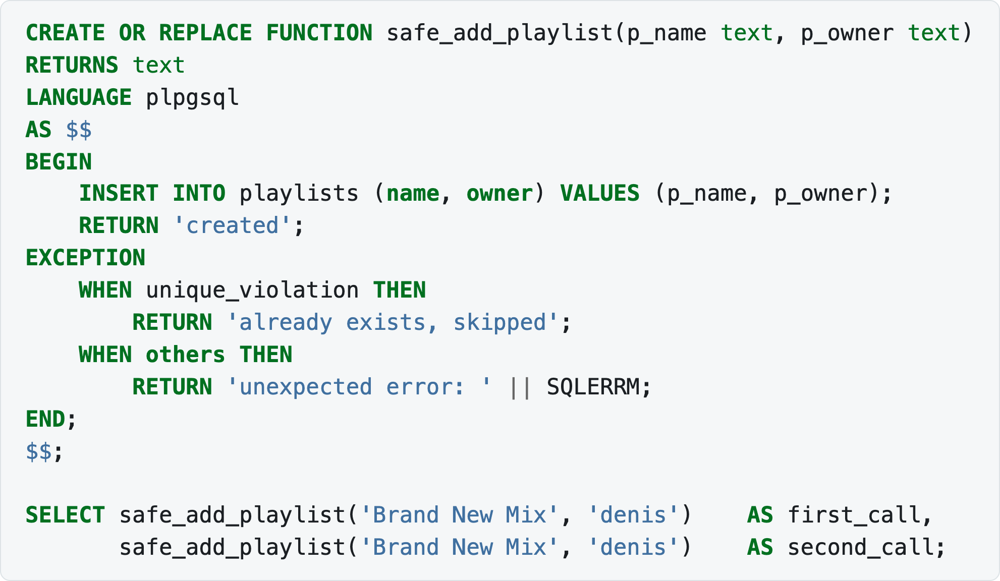 CREATE OR REPLACE FUNCTION safe_add_playlist(p_name text, p_owner text)
RETURNS text
LANGUAGE plpgsql
AS $$
BEGIN
    INSERT INTO playlists (name, owner) VALUES (p_name, p_owner);
    RETURN 'created';
EXCEPTION
    WHEN unique_violation THEN
        RETURN 'already exists, skipped';
    WHEN others THEN
        RETURN 'unexpected error: ' || SQLERRM;
END;
$$;

SELECT safe_add_playlist('Brand New Mix', 'denis')    AS first_call,
       safe_add_playlist('Brand New Mix', 'denis')    AS second_call;